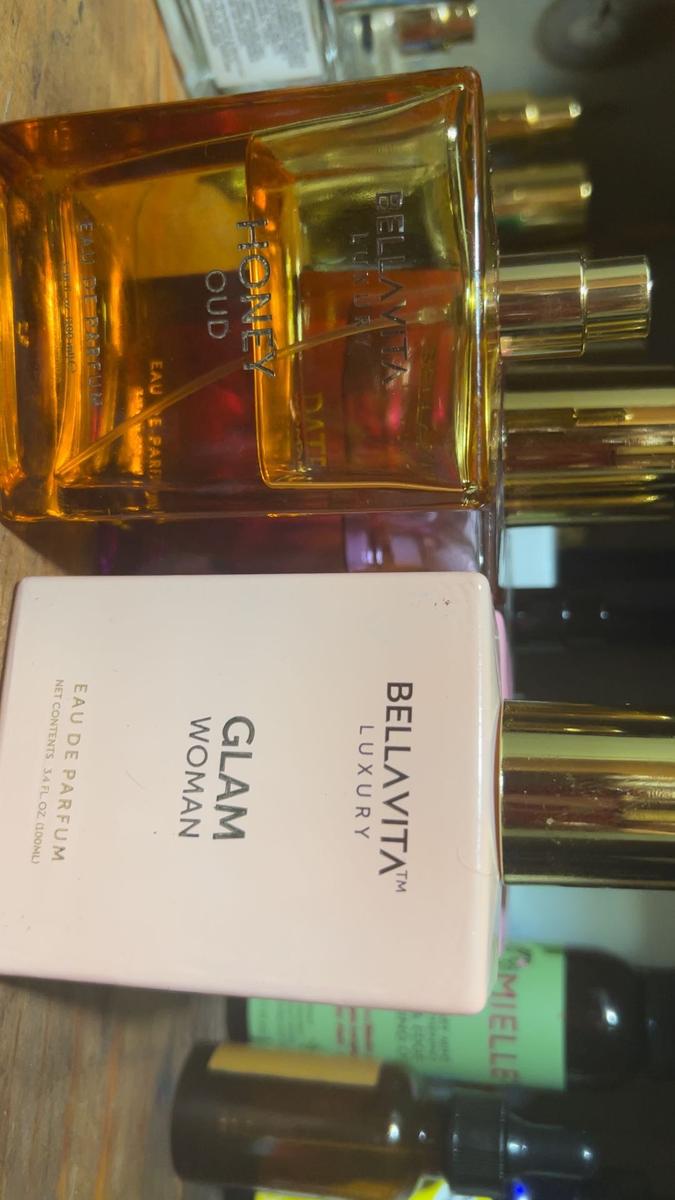 BELLAVITA
LUXURY
HONEY
OUD
EAU DE PARFUM
EAU DE PARFUM
BELLAVITA™
LUXURY
GLAM
WOMAN
EAU DE PARFUM
NET CONTENTS 3.4 FL. OZ. (100ML)
MIELLE